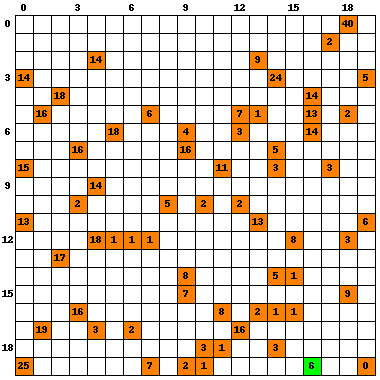 0 3 6 9 12 15 18
0 40
2
14 9
3 14 24 5
18 14
16 6 7 1 13 2
6 18 4 3 14
16 16 5
15 11 3 3
9 14
2 5 2 2
13 13 6
12 18 1 1 1 8 3
17
8 5 1
15 7 9
16 8 2 1 1
19 3 2 16
18 3 1 3
25 7 2 1 6 0